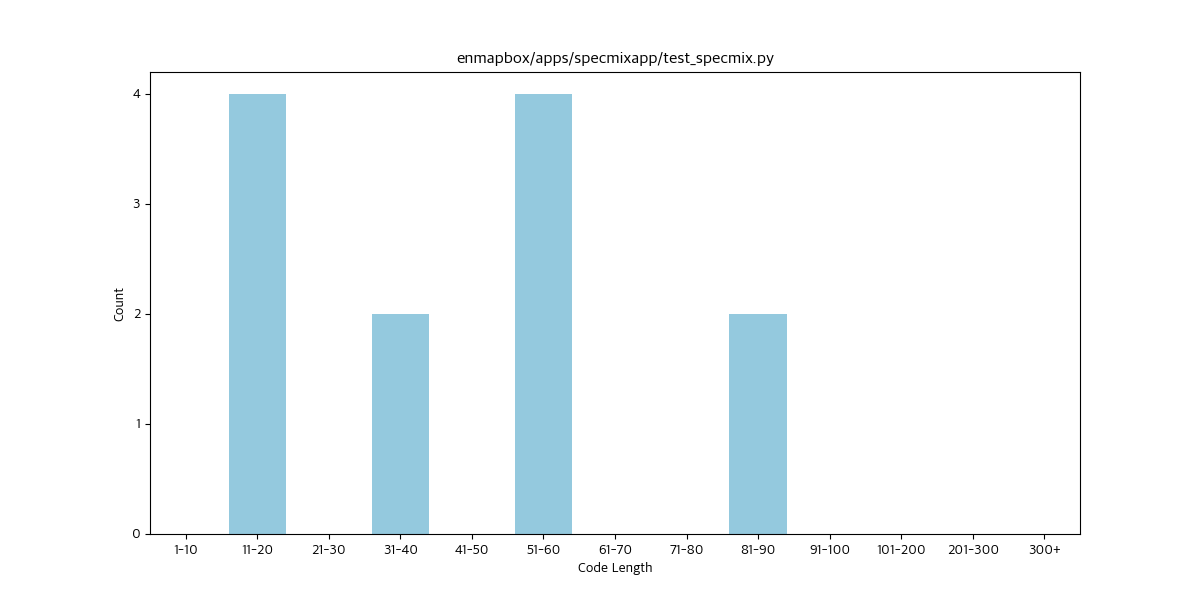 enmapbox/apps/specmixapp/test_specmix.py
4
3
2
1
0
Count
1-10 11-20 21-30 31-40 41-50 51-60 61-70 71-80 81-90 91-100 101-200 201-300 300+
Code Length